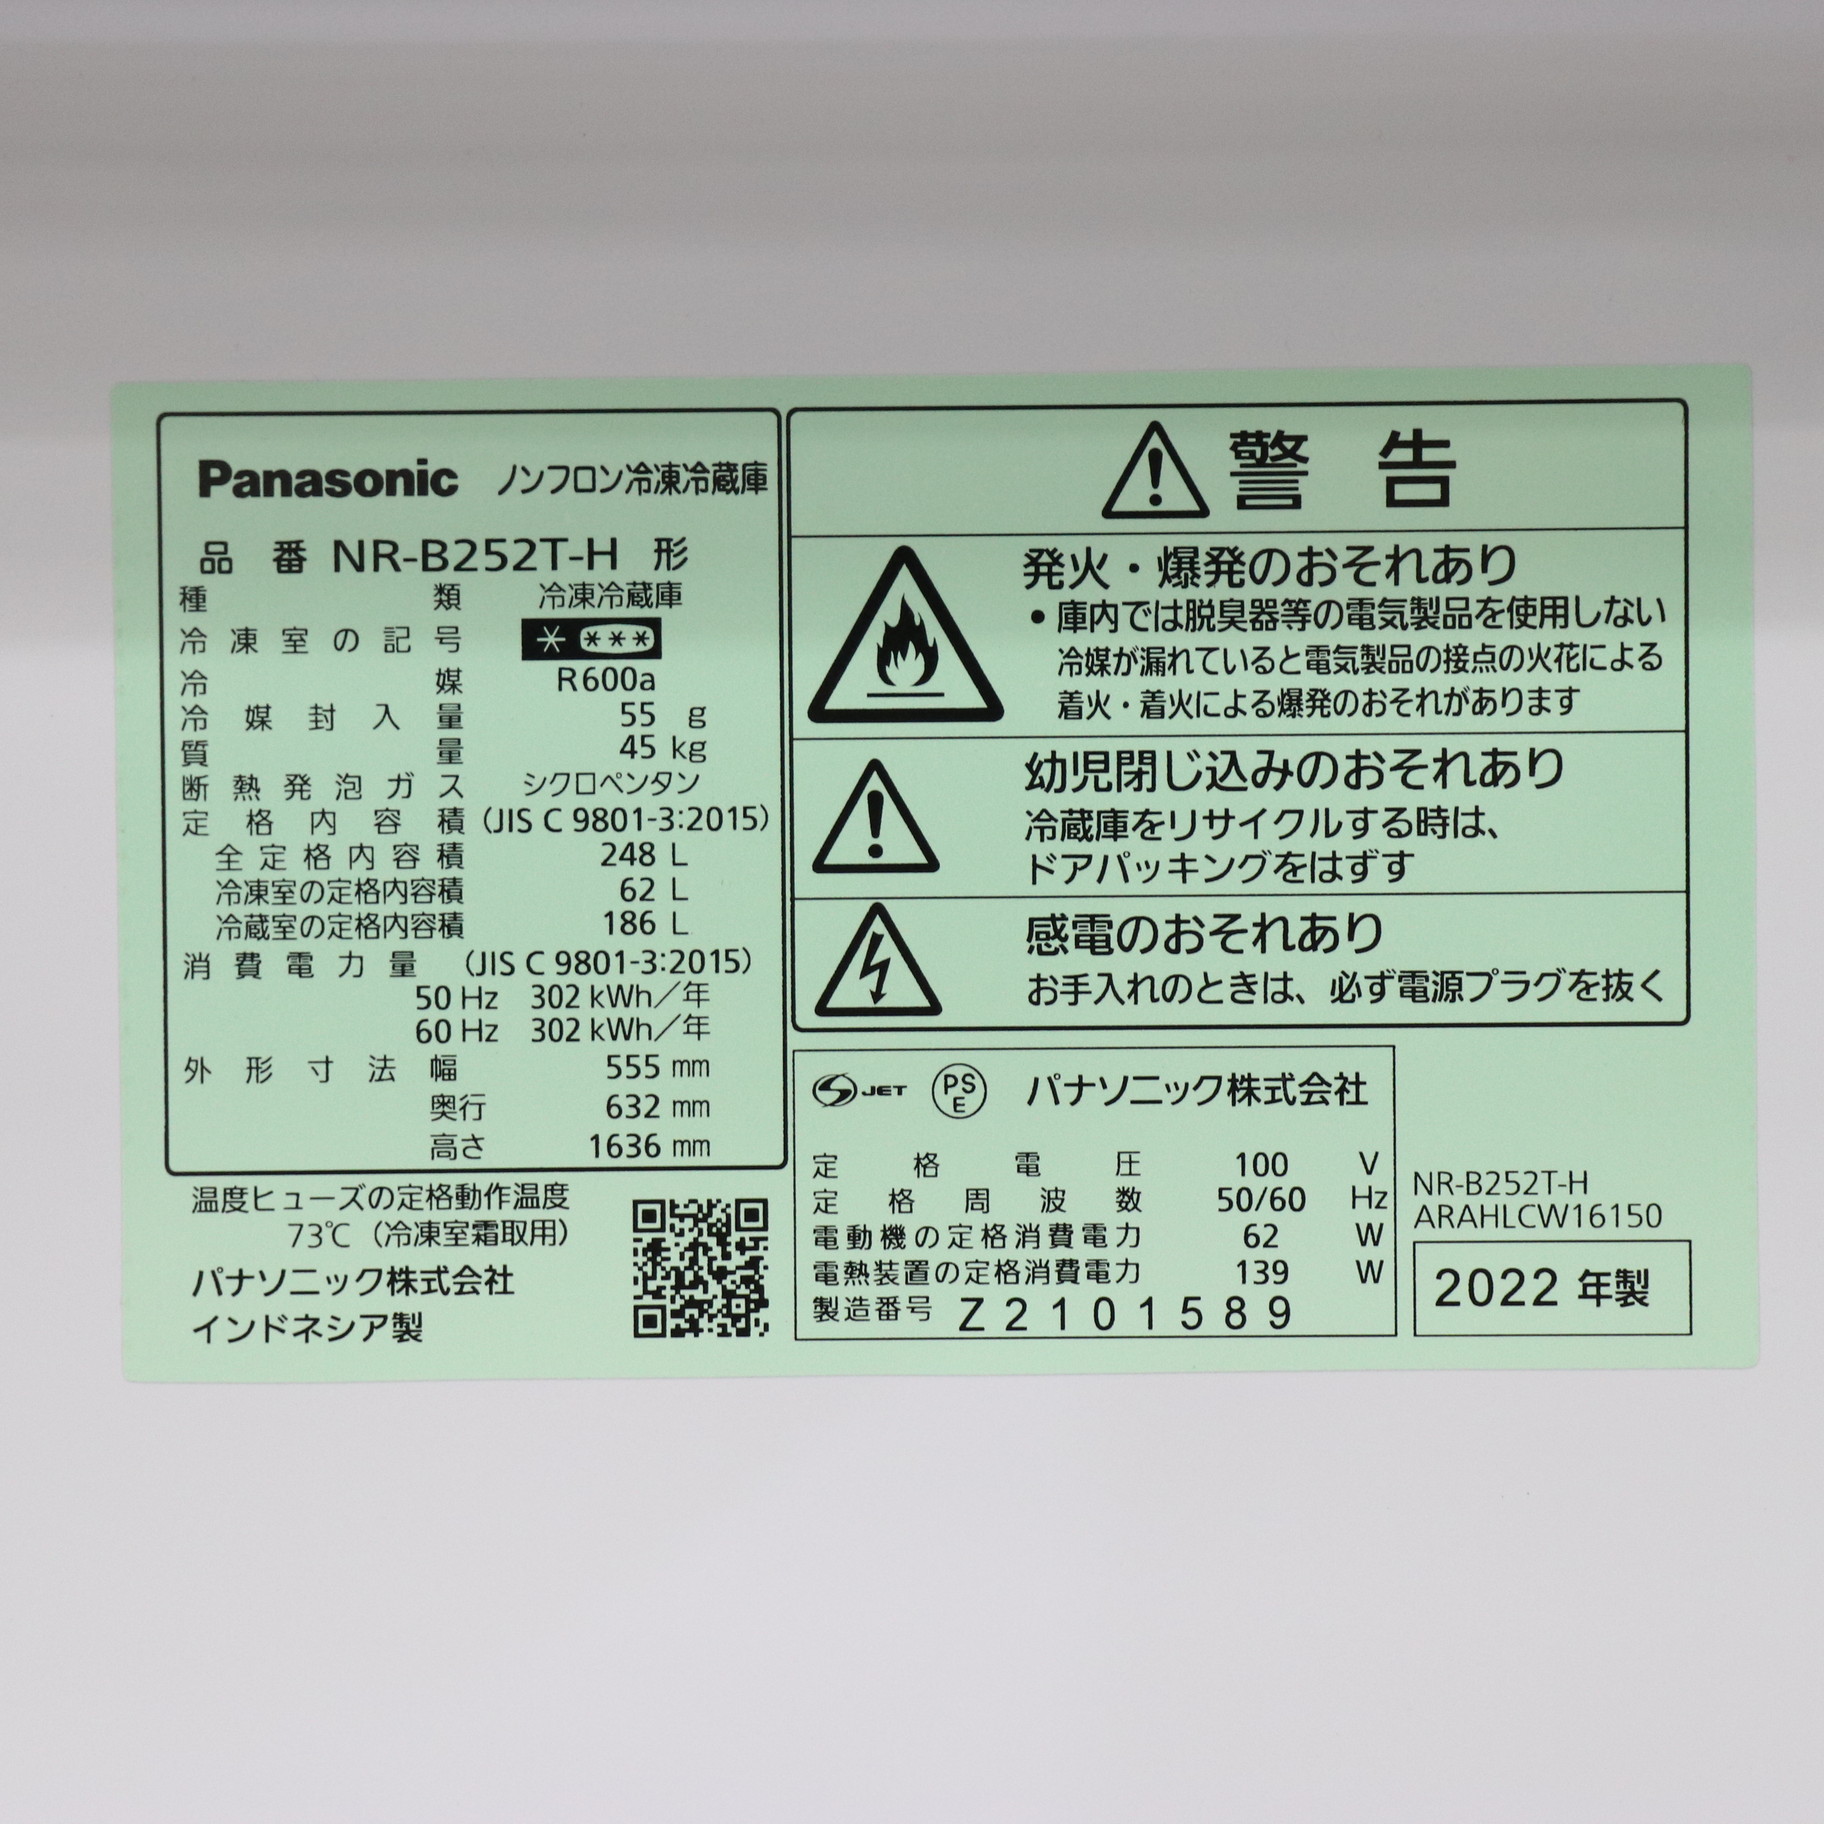 Panasonic ノンフロン冷凍冷蔵庫
品番 NR-B252T-H 形
種類 冷凍冷蔵庫
冷凍室の記号 * ***
冷媒 R600a
冷媒封入量 55 g
質量 45 kg
断熱発泡ガス シクロペンタン
定格内容積 (JIS C 9801-3:2015)
全定格内容積 248 L
冷凍室の定格内容積 62 L
冷蔵室の定格内容積 186 L
消費電力量 (JIS C 9801-3:2015)
50 Hz 302 kWh／年
60 Hz 302 kWh／年
外形寸法 幅 555 mm
奥行 632 mm
高さ 1636 mm
温度ヒューズの定格動作温度
73℃（冷凍室霜取用）
パナソニック株式会社
インドネシア製
警告
発火・爆発のおそれあり
• 庫内では脱臭器等の電気製品を使用しない
冷媒が漏れていると電気製品の接点の火花による
着火・着火による爆発のおそれがあります
幼児閉じ込みのおそれあり
冷蔵庫をリサイクルする時は、
ドアパッキングをはずす
感電のおそれあり
お手入れのときは、必ず電源プラグを抜く
S JET PS E パナソニック株式会社
定格電圧 100 V
定格周波数 50/60 Hz
電動機の定格消費電力 62 W
電熱装置の定格消費電力 139 W
製造番号 Z2101589
NR-B252T-H
ARAHLCW16150
2022 年製